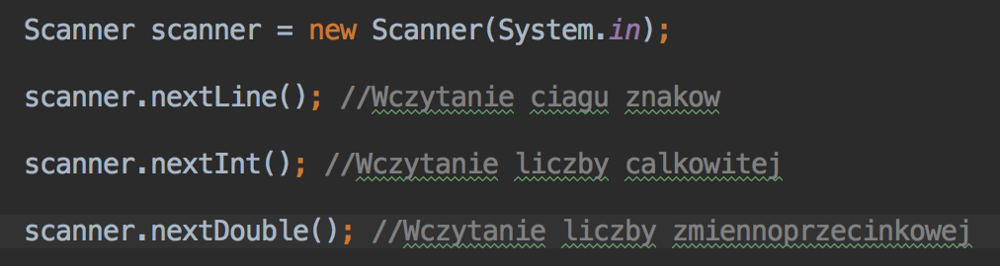 Scanner scanner = new Scanner(System.in);
scanner.nextLine(); //Wczytanie ciagu znakow
scanner.nextInt(); //Wczytanie liczby calkowitej
scanner.nextDouble(); //Wczytanie liczby zmiennoprzecinkowej